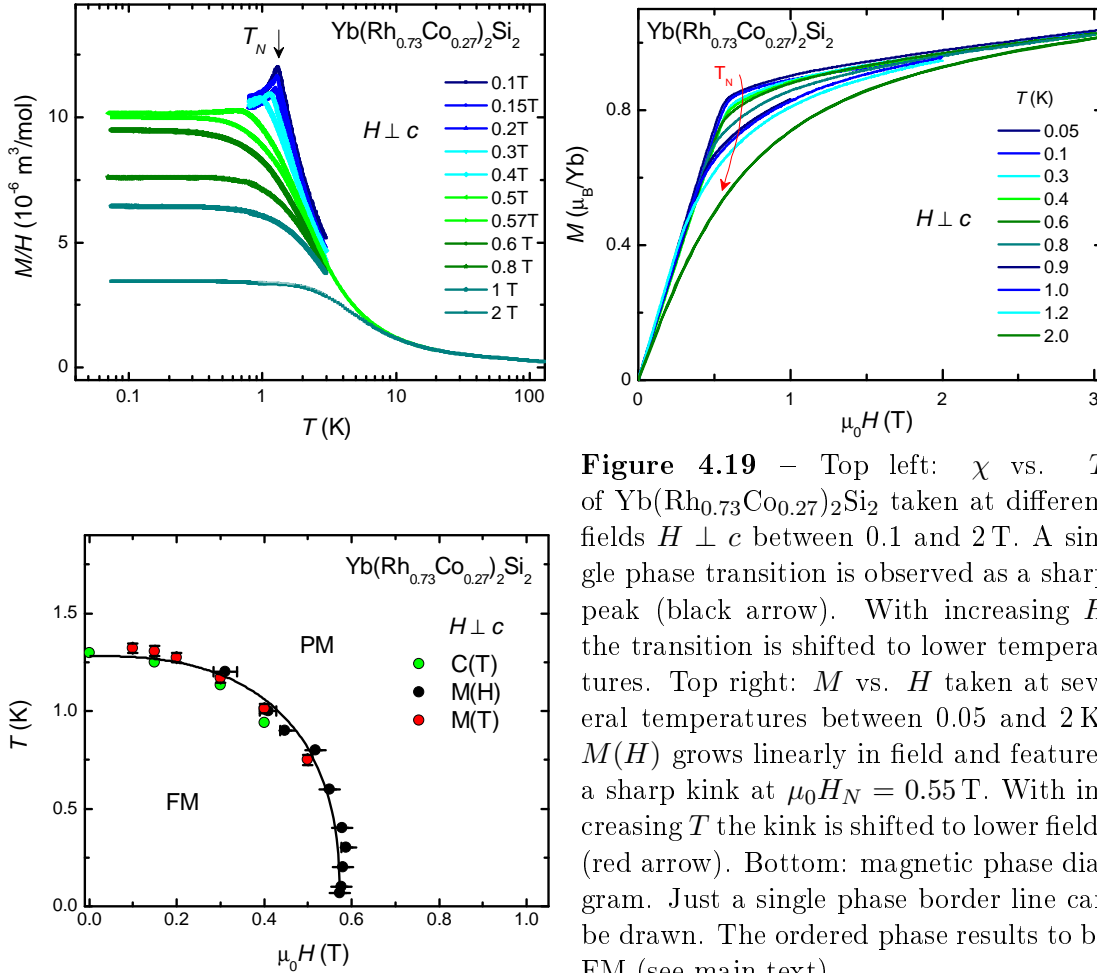 Yb(Rh0.73Co0.27)2Si2
TN
0.1T
0.15T
0.2T
0.3T
0.4T
0.5T
0.57T
0.6 T
0.8 T
1 T
2 T
H ⊥ c
10
5
0
M/H (10-6 m3/mol)
0.1
1
10
100
T (K)
Yb(Rh0.73Co0.27)2Si2
TN
T (K)
0.05
0.1
0.3
0.4
0.6
0.8
0.9
1.0
1.2
2.0
H ⊥ c
0.8
0.4
0
M (μB/Yb)
0
1
2
3
μ0H (T)
Yb(Rh0.73Co0.27)2Si2
H ⊥ c
C(T)
M(H)
M(T)
PM
FM
1.5
1.0
0.5
0.0
T (K)
0.0
0.2
0.4
0.6
0.8
1.0
μ0H (T)
Figure 4.19 – Top left: χ vs. T
of Yb(Rh0.73Co0.27)2Si2 taken at differen
fields H ⊥ c between 0.1 and 2 T. A sin
gle phase transition is observed as a sharp
peak (black arrow). With increasing H
the transition is shifted to lower tempera
tures. Top right: M vs. H taken at sev
eral temperatures between 0.05 and 2 K
M(H) grows linearly in field and feature
a sharp kink at μ0HN = 0.55 T. With in
creasing T the kink is shifted to lower field
(red arrow). Bottom: magnetic phase dia
gram. Just a single phase border line can
be drawn. The ordered phase results to b
FM (see main text)